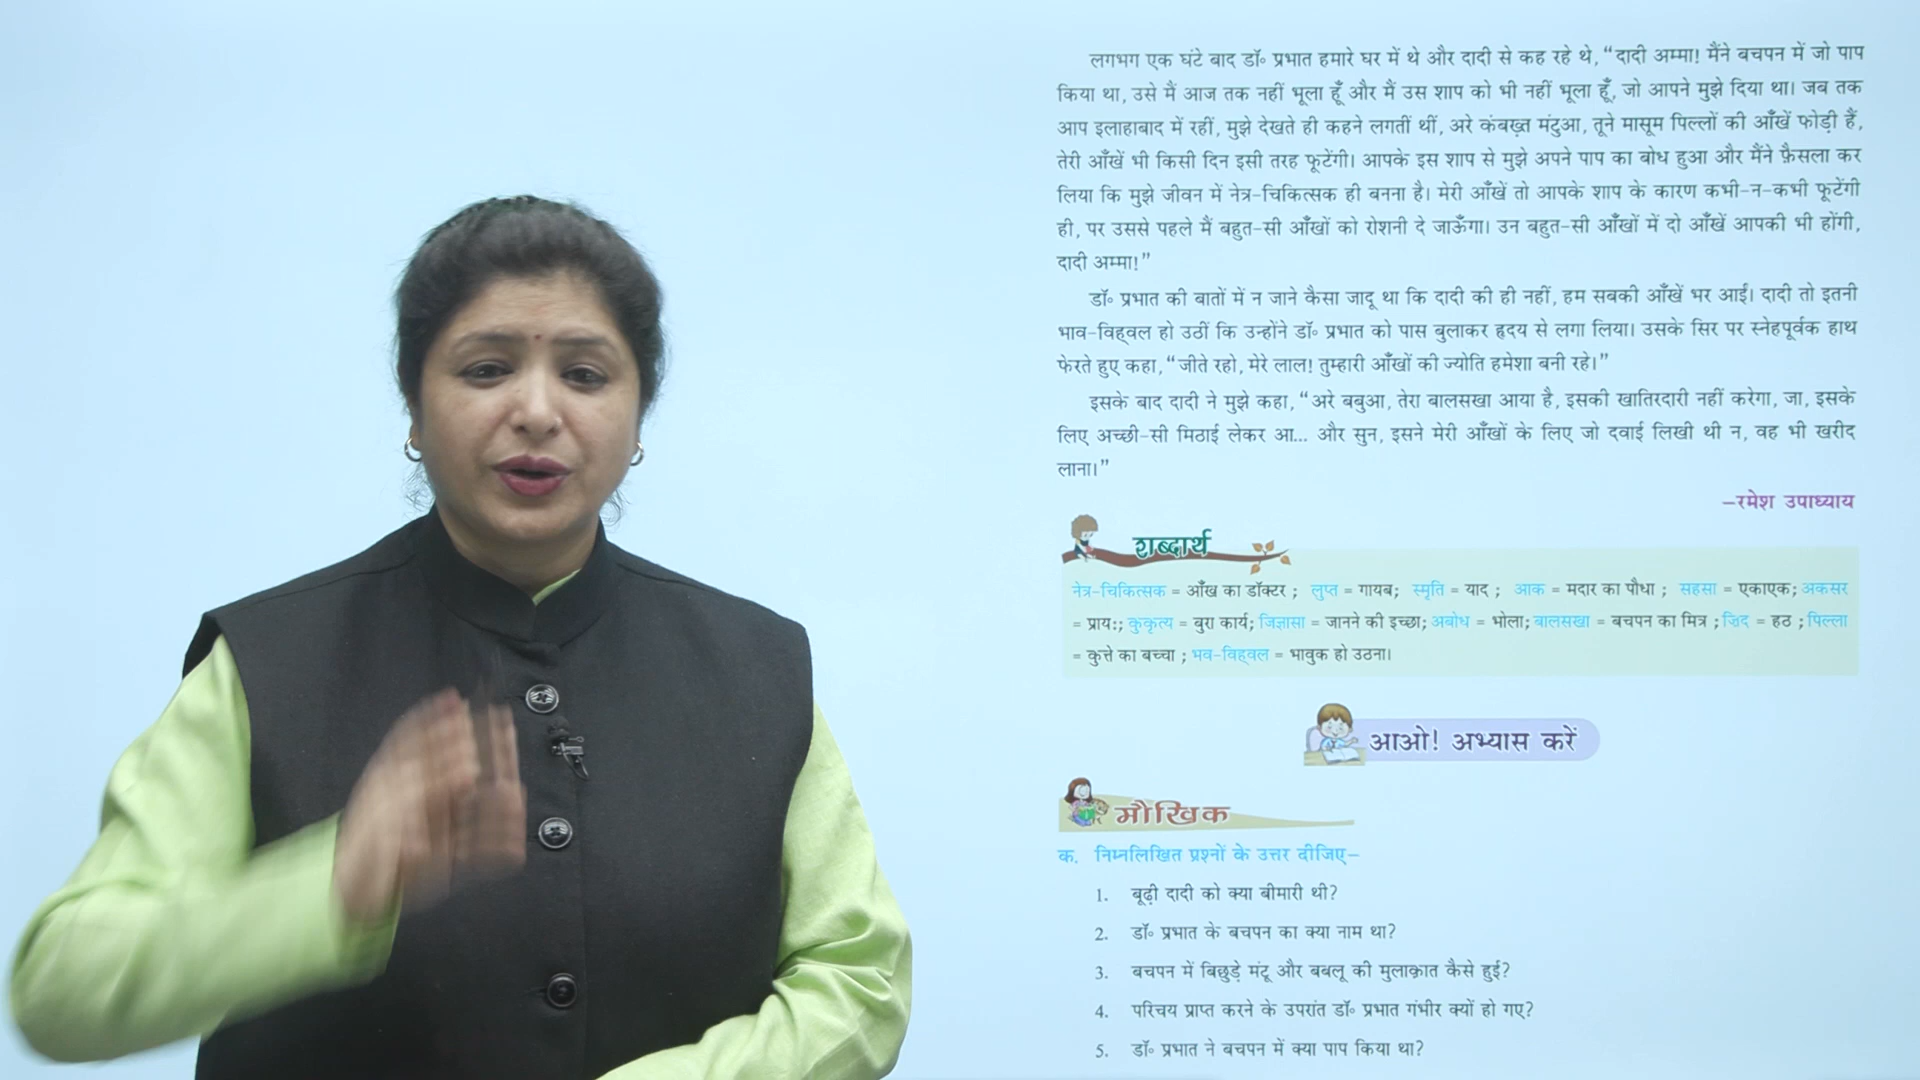 लगभग एक घंटे बाद डॉ॰ प्रभात हमारे घर में थे और दादी से कह रहे थे, “दादी अम्मा! मैंने बचपन में जो पाप
किया था, उसे मैं आज तक नहीं भूला हूँ और मैं उस शाप को भी नहीं भूला हूँ, जो आपने मुझे दिया था। जब तक
आप इलाहाबाद में रहीं, मुझे देखते ही कहने लगतीं थीं, अरे कंबख़्त मंटुआ, तूने मासूम पिल्लों की आँखें फोड़ी हैं,
तेरी आँखें भी किसी दिन इसी तरह फूटेंगी। आपके इस शाप से मुझे अपने पाप का बोध हुआ और मैंने फ़ैसला कर
लिया कि मुझे जीवन में नेत्र-चिकित्सक ही बनना है। मेरी आँखें तो आपके शाप के कारण कभी-न-कभी फूटेंगी
ही, पर उससे पहले मैं बहुत-सी आँखों को रोशनी दे जाऊँगा। उन बहुत-सी आँखों में दो आँखें आपकी भी होंगी,
दादी अम्मा!”
डॉ॰ प्रभात की बातों में न जाने कैसा जादू था कि दादी की ही नहीं, हम सबकी आँखें भर आईं। दादी तो इतनी
भाव-विह्वल हो उठीं कि उन्होंने डॉ॰ प्रभात को पास बुलाकर हृदय से लगा लिया। उसके सिर पर स्नेहपूर्वक हाथ
फेरते हुए कहा, “जीते रहो, मेरे लाल! तुम्हारी आँखों की ज्योति हमेशा बनी रहे।”
इसके बाद दादी ने मुझे कहा, “अरे बबुआ, तेरा बालसखा आया है, इसकी खातिरदारी नहीं करेगा, जा, इसके
लिए अच्छी-सी मिठाई लेकर आ... और सुन, इसने मेरी आँखों के लिए जो दवाई लिखी थी न, वह भी खरीद
लाना।”
–रमेश उपाध्याय
शब्दार्थ
नेत्र-चिकित्सक = आँख का डॉक्टर ; लुप्त = गायब; स्मृति = याद ; आक = मदार का पौधा ; सहसा = एकाएक; अकसर
= प्रायः; कुकृत्य = बुरा कार्य; जिज्ञासा = जानने की इच्छा; अबोध = भोला; बालसखा = बचपन का मित्र ; ज़िद = हठ ; पिल्ला
= कुत्ते का बच्चा ; भव-विह्वल = भावुक हो उठना।
आओ! अभ्यास करें
मौखिक
क. निम्नलिखित प्रश्नों के उत्तर दीजिए–
1. बूढ़ी दादी को क्या बीमारी थी?
2. डॉ॰ प्रभात के बचपन का क्या नाम था?
3. बचपन में बिछुड़े मंटू और बबलू की मुलाक़ात कैसे हुई?
4. परिचय प्राप्त करने के उपरांत डॉ॰ प्रभात गंभीर क्यों हो गए?
5. डॉ॰ प्रभात ने बचपन में क्या पाप किया था?